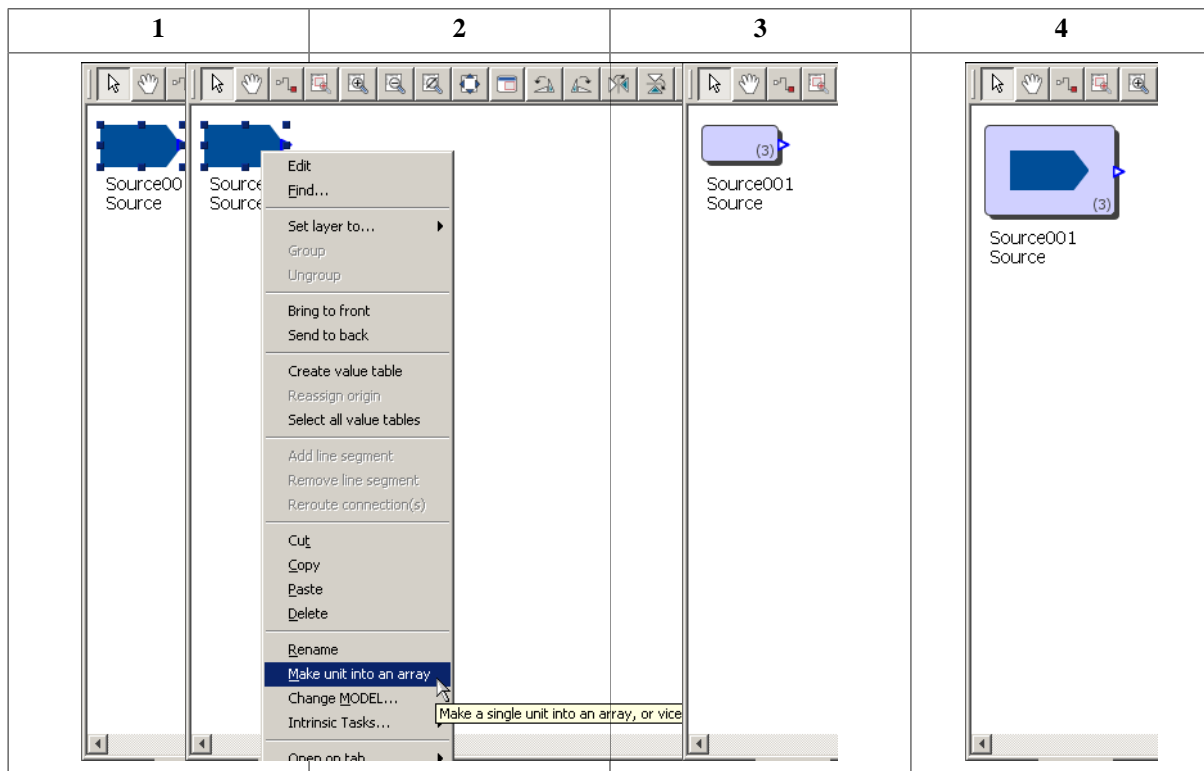 1 2 3 4
Source00
Source
Source
Source
Edit
Find...
Set layer to...
Group
Ungroup
Bring to front
Send to back
Create value table
Reassign origin
Select all value tables
Add line segment
Remove line segment
Reroute connection(s)
Cut
Copy
Paste
Delete
Rename
Make unit into an array
Change MODEL...
Make a single unit into an array, or vice
Intrinsic Tasks...
Open on tab
(3)
Source001
Source
(3)
Source001
Source